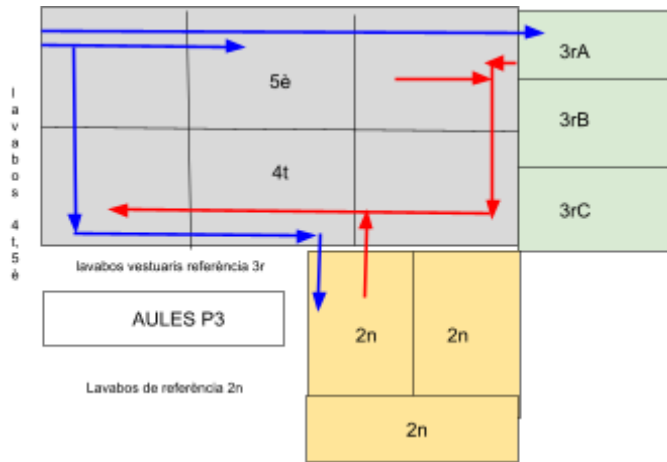 3rA
5è
3rB
4t
3rC
lavabos 4t, 5è
lavabos vestuaris referència 3r
AULES P3
2n
2n
Lavabos de referència 2n
2n